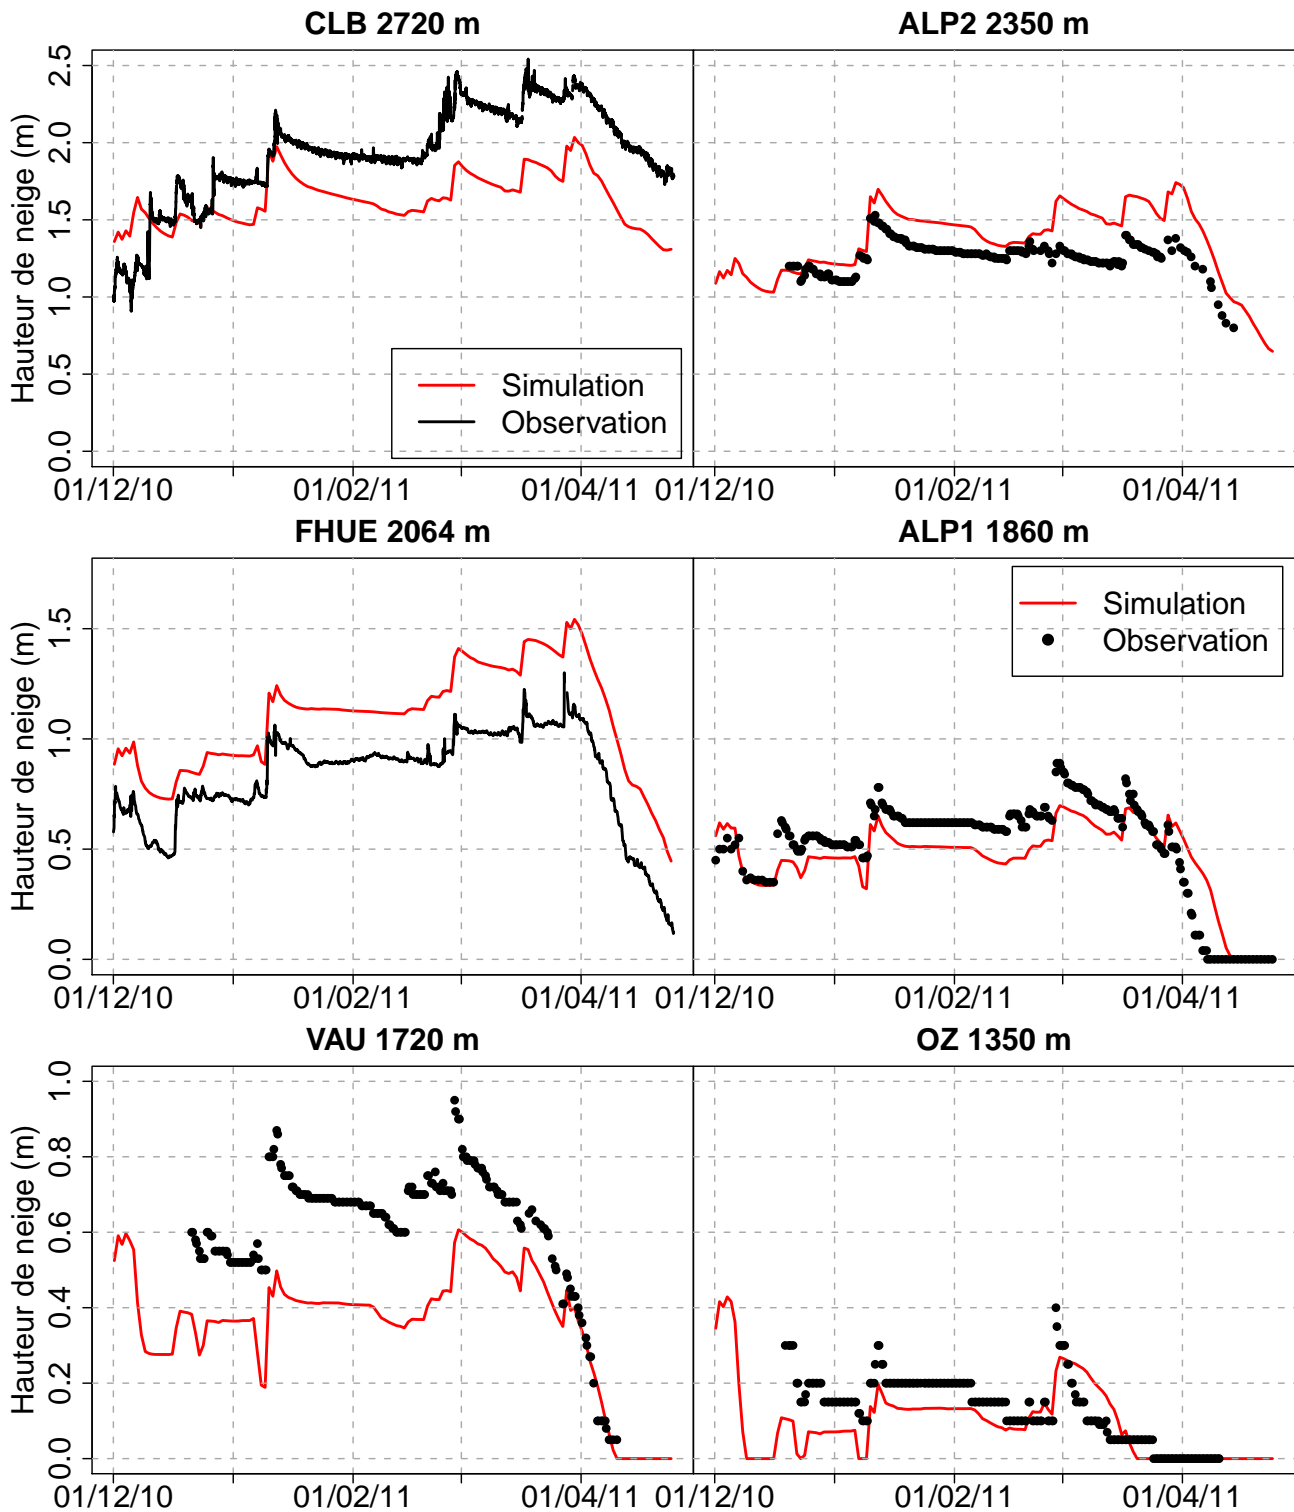 CLB 2720 m
ALP2 2350 m
Hauteur de neige (m)
0.0 0.5 1.0 1.5 2.0 2.5
Simulation
Observation
01/12/10 01/02/11 01/04/11 01/12/10 01/02/11 01/04/11
FHUE 2064 m
ALP1 1860 m
Hauteur de neige (m)
0.0 0.5 1.0 1.5
Simulation
Observation
01/12/10 01/02/11 01/04/11 01/12/10 01/02/11 01/04/11
VAU 1720 m
OZ 1350 m
Hauteur de neige (m)
0.0 0.2 0.4 0.6 0.8 1.0
01/12/10 01/02/11 01/04/11 01/12/10 01/02/11 01/04/11